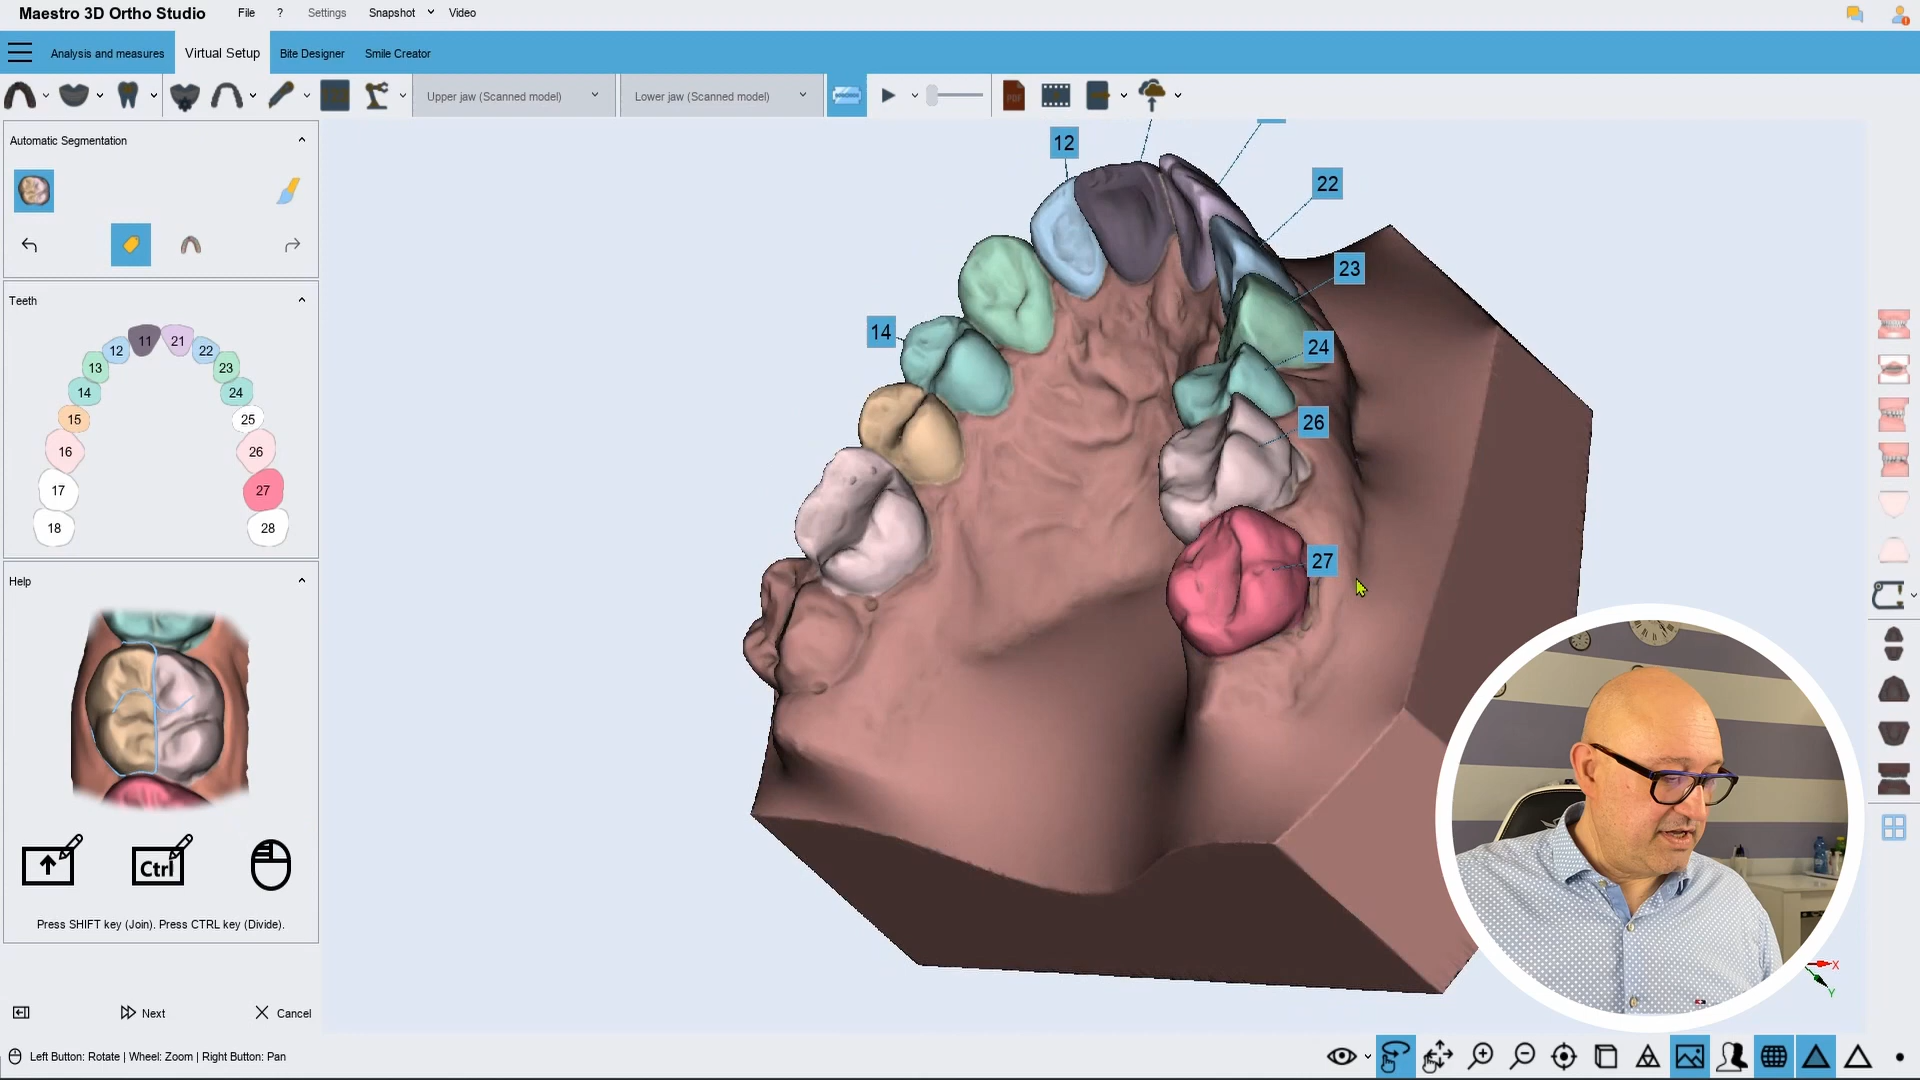 Maestro 3D Ortho Studio File ? Settings Snapshot Video
Analysis and measures Virtual Setup Bite Designer Smile Creator
Upper jaw (Scanned model) Lower jaw (Scanned model) PDF
Automatic Segmentation
Teeth
11 21
12 22
13 23
14 24
15 25
16 26
17 27
18 28
Help
Ctrl
Press SHIFT key (Join). Press CTRL key (Divide).
Next Cancel
Left Button: Rotate | Wheel: Zoom | Right Button: Pan
12
22
23
14
24
26
27
X
Y